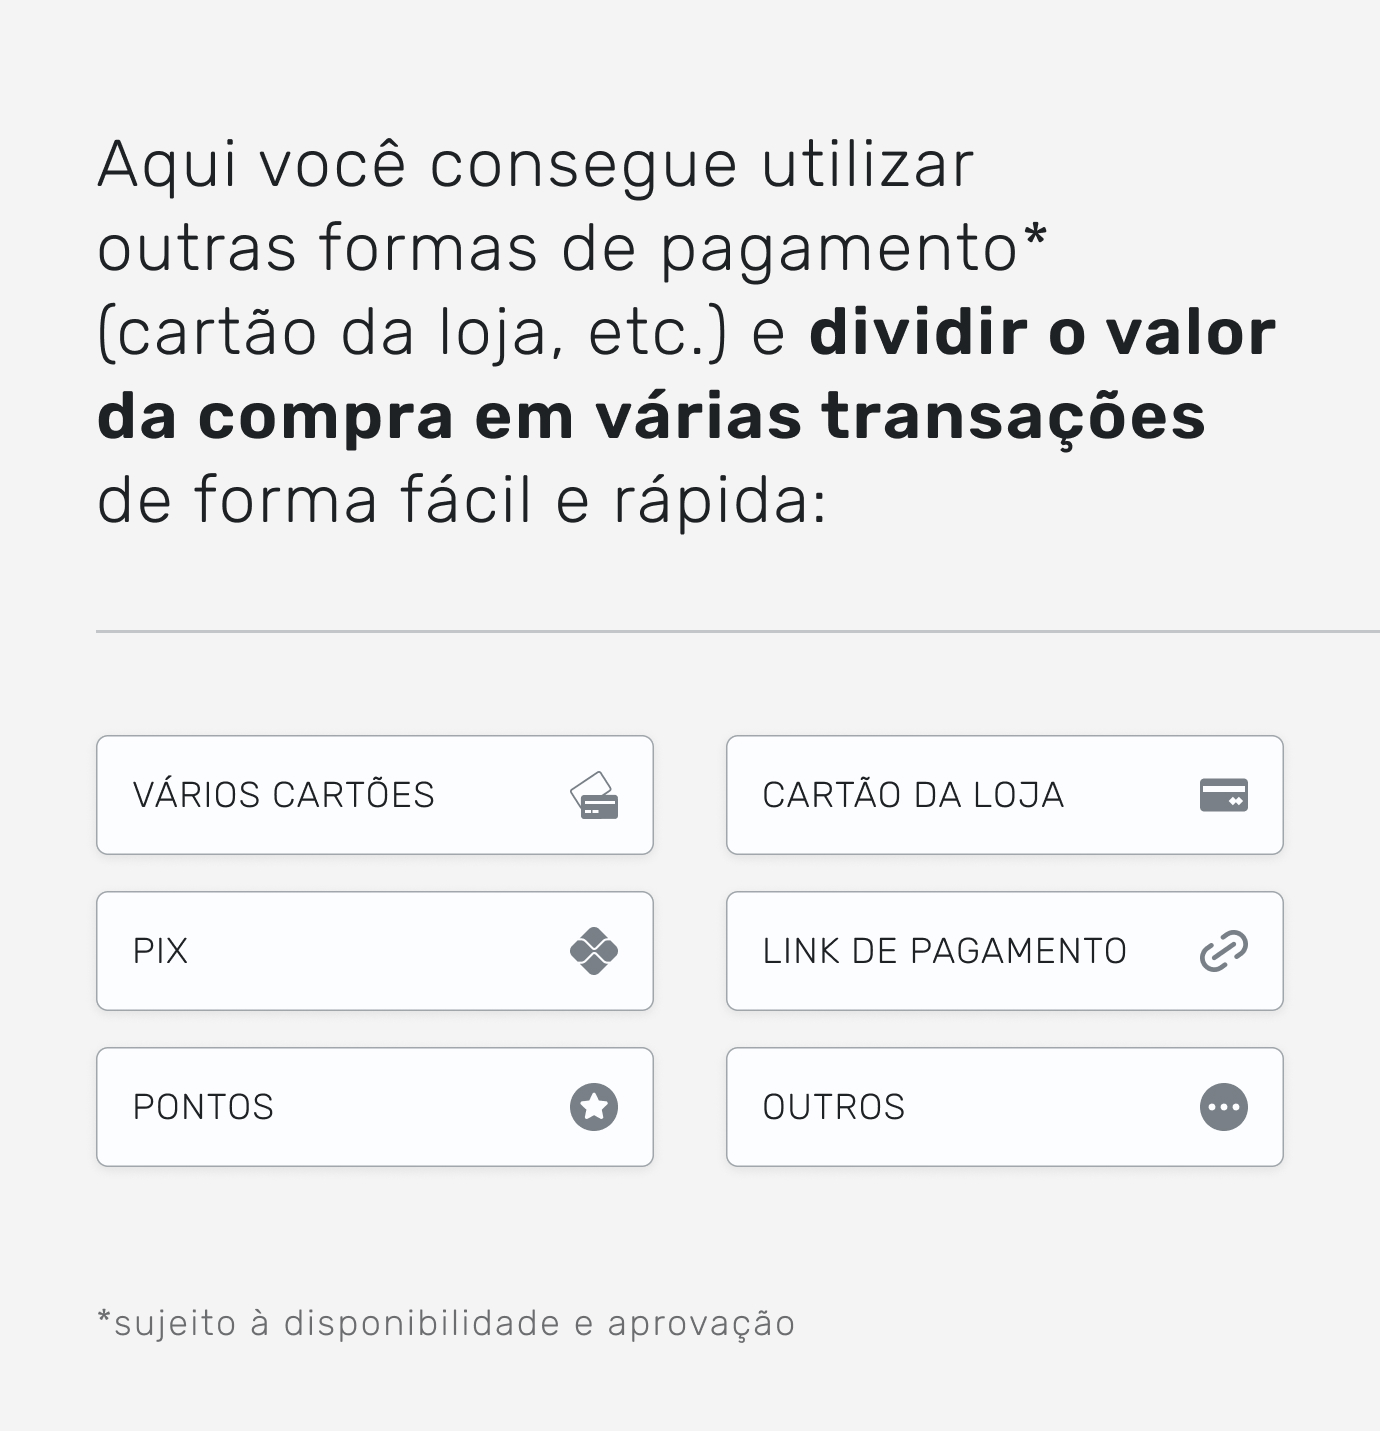 Aqui você consegue utilizar
outras formas de pagamento*
(cartão da loja, etc.) e dividir o valor
da compra em várias transações
de forma fácil e rápida:
VÁRIOS CARTÕES
CARTÃO DA LOJA
PIX
LINK DE PAGAMENTO
PONTOS
OUTROS
*sujeito à disponibilidade e aprovação